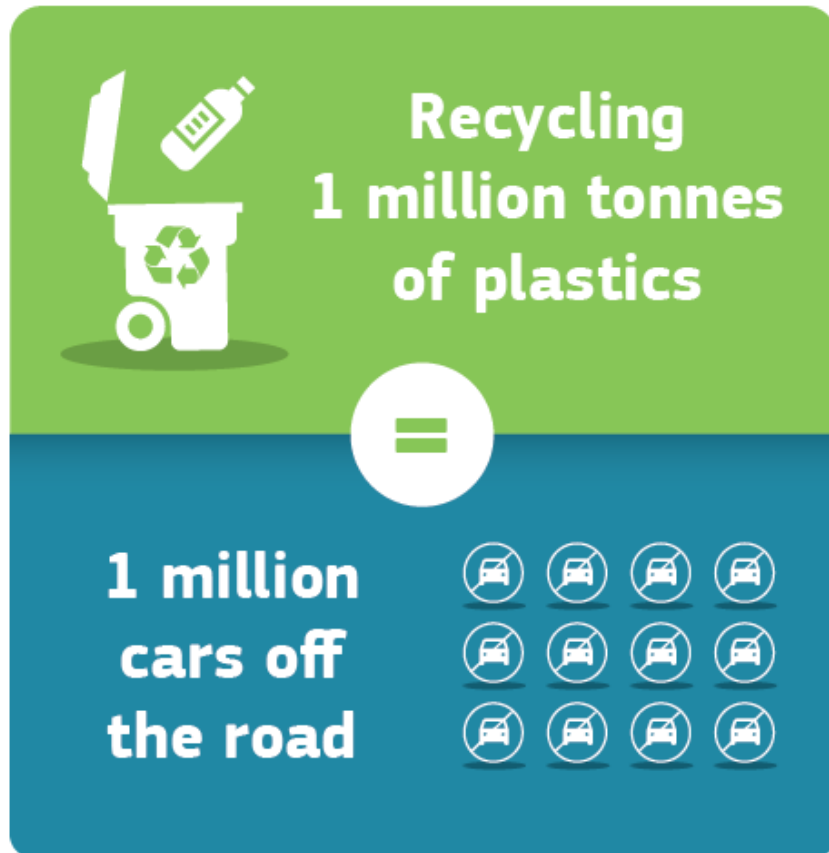 Recycling
1 million tonnes
of plastics
=
1 million
cars off
the road